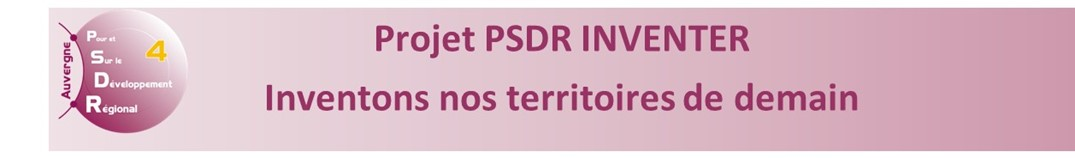 Auvergne
Pour et
Sur le
Développement
Régional
4
Projet PSDR INVENTER
Inventons nos territoires de demain